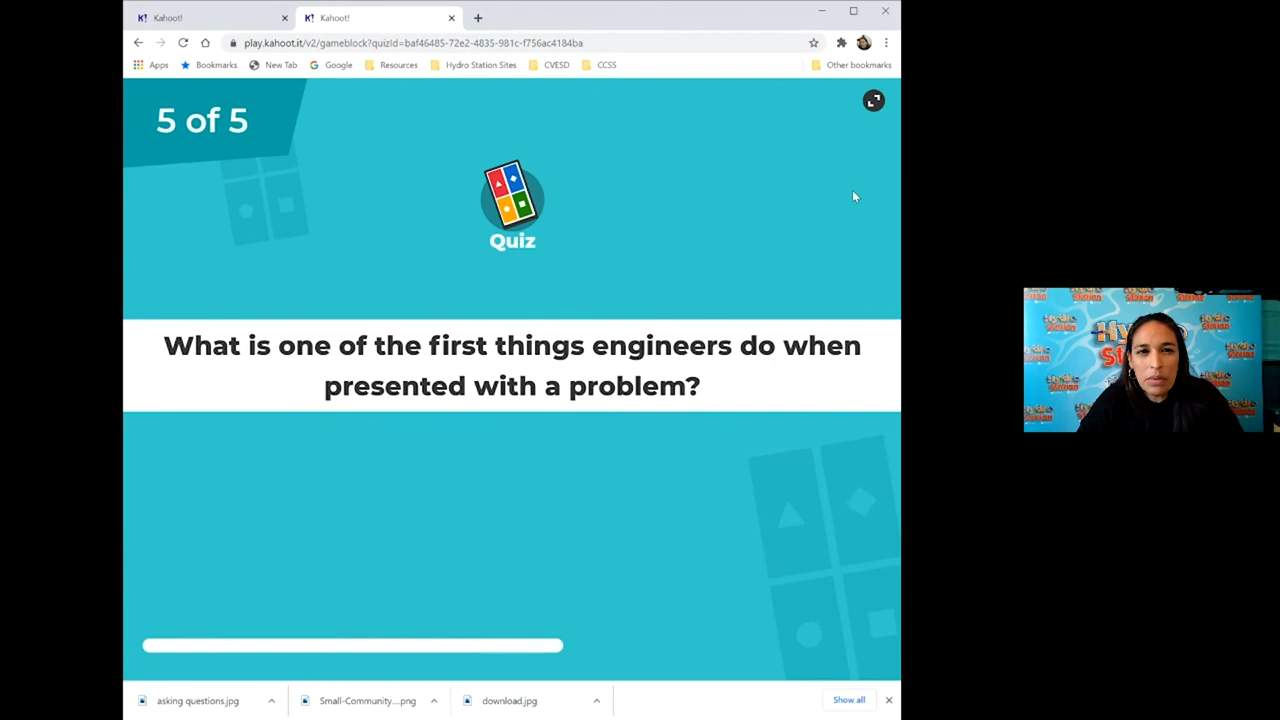 Kahoot!
Kahoot!
play.kahoot.it/v2/gameblock?quizId=baf46485-72e2-4835-981c-f756ac4184ba
Apps Bookmarks New Tab Google Resources Hydro Station Sites CVESD CCSS Other bookmarks
5 of 5
Quiz
What is one of the first things engineers do when
presented with a problem?
Hydro
Station
asking questions.jpg Small-Community....png download.jpg Show all